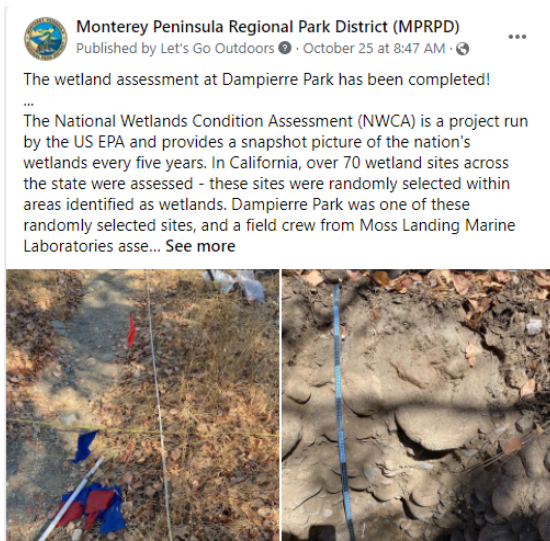 Monterey Peninsula Regional Park District (MPRPD)
Published by Let's Go Outdoors · October 25 at 8:47 AM ·
The wetland assessment at Dampierre Park has been completed!
...
The National Wetlands Condition Assessment (NWCA) is a project run
by the US EPA and provides a snapshot picture of the nation's
wetlands every five years. In California, over 70 wetland sites across
the state were assessed - these sites were randomly selected within
areas identified as wetlands. Dampierre Park was one of these
randomly selected sites, and a field crew from Moss Landing Marine
Laboratories asse... See more